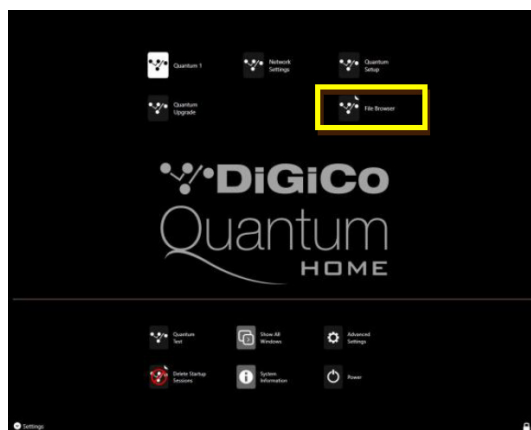 Quantum 1
Network
Settings
Quantum
Setup
Quantum
Upgrade
File Browser
DiGiCo
Quantum
HOME
Quantum
Test
Show All
Windows
Advanced
Settings
Delete Startup
Sessions
System
Information
Power
Settings